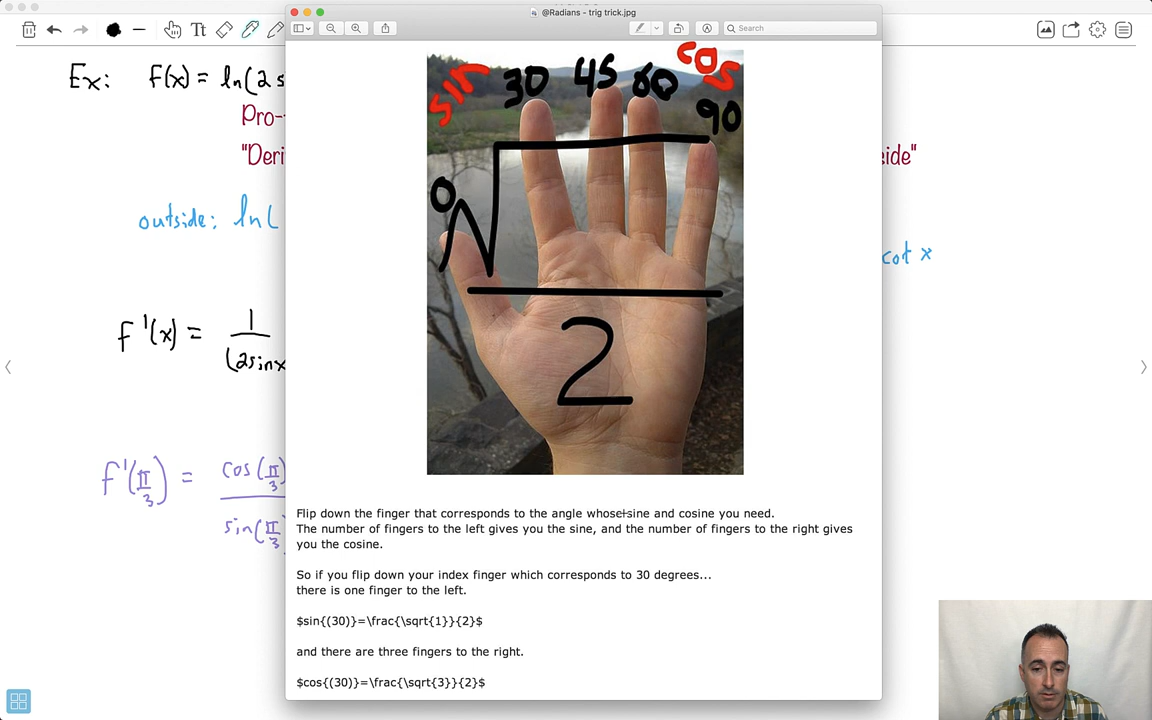 @Radians - trig trick.jpg
Tt
Search
Ex: F(x) = ln(2 s
Pro-
"Deri
eide"
outside: ln(
cot x
f'(x) = 1
(2sinx
f'(π/3) = cos(π/3)
sin(π/3
sin 30 45 60 cos
90
0
2
Flip down the finger that corresponds to the angle whose sine and cosine you need.
The number of fingers to the left gives you the sine, and the number of fingers to the right gives
you the cosine.
So if you flip down your index finger which corresponds to 30 degrees...
there is one finger to the left.
$sin{(30)}=\frac{\sqrt{1}}{2}$
and there are three fingers to the right.
$cos{(30)}=\frac{\sqrt{3}}{2}$